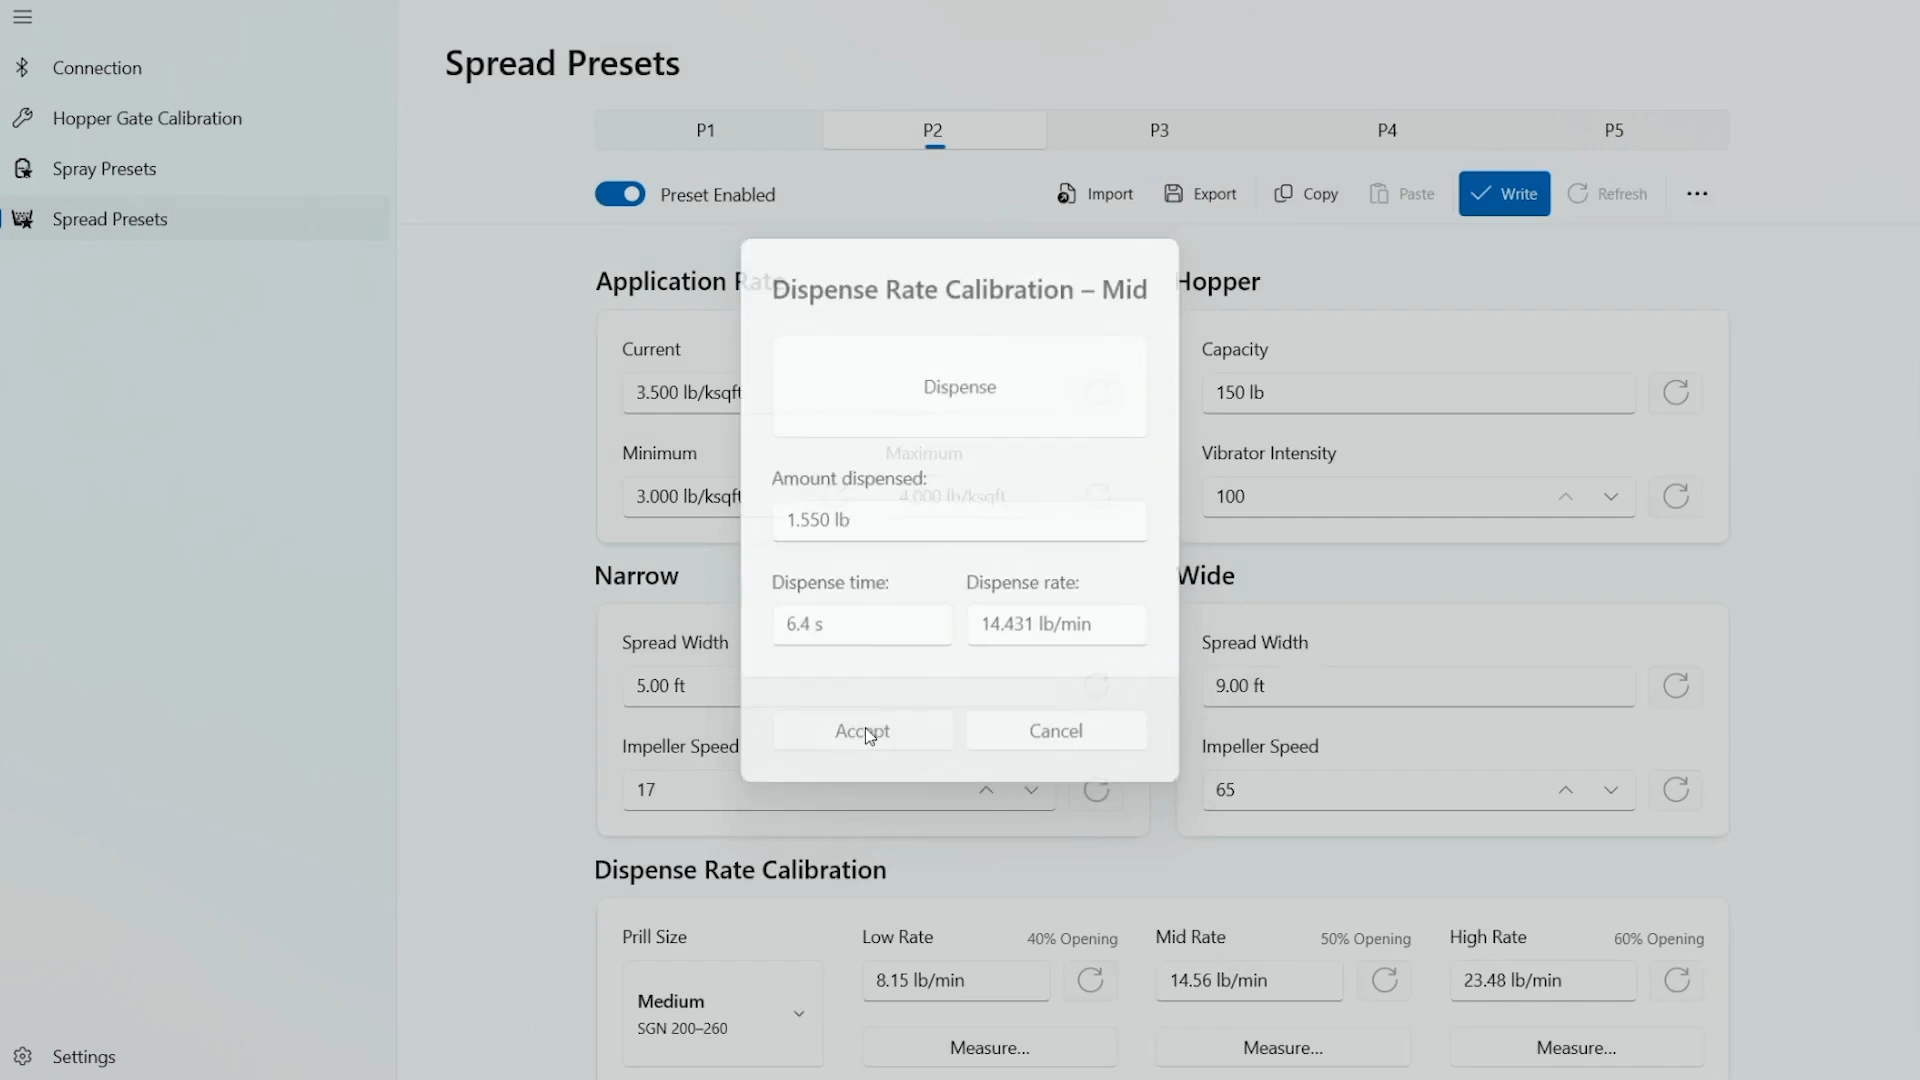 Connection
Hopper Gate Calibration
Spray Presets
Spread Presets
Settings
Spread Presets
P1 P2 P3 P4 P5
Preset Enabled
Import Export Copy Paste Write Refresh
Application Rate
Current
3.500 lb/ksqft
Minimum
3.000 lb/ksqft
Maximum
4.000 lb/ksqft
Hopper
Capacity
150 lb
Vibrator Intensity
100
Dispense Rate Calibration – Mid
Dispense
Amount dispensed:
1.550 lb
Dispense time: Dispense rate:
6.4 s 14.431 lb/min
Accept Cancel
Narrow
Spread Width
5.00 ft
Impeller Speed
17
Wide
Spread Width
9.00 ft
Impeller Speed
65
Dispense Rate Calibration
Prill Size
Medium
SGN 200–260
Low Rate 40% Opening
8.15 lb/min
Measure...
Mid Rate 50% Opening
14.56 lb/min
Measure...
High Rate 60% Opening
23.48 lb/min
Measure...